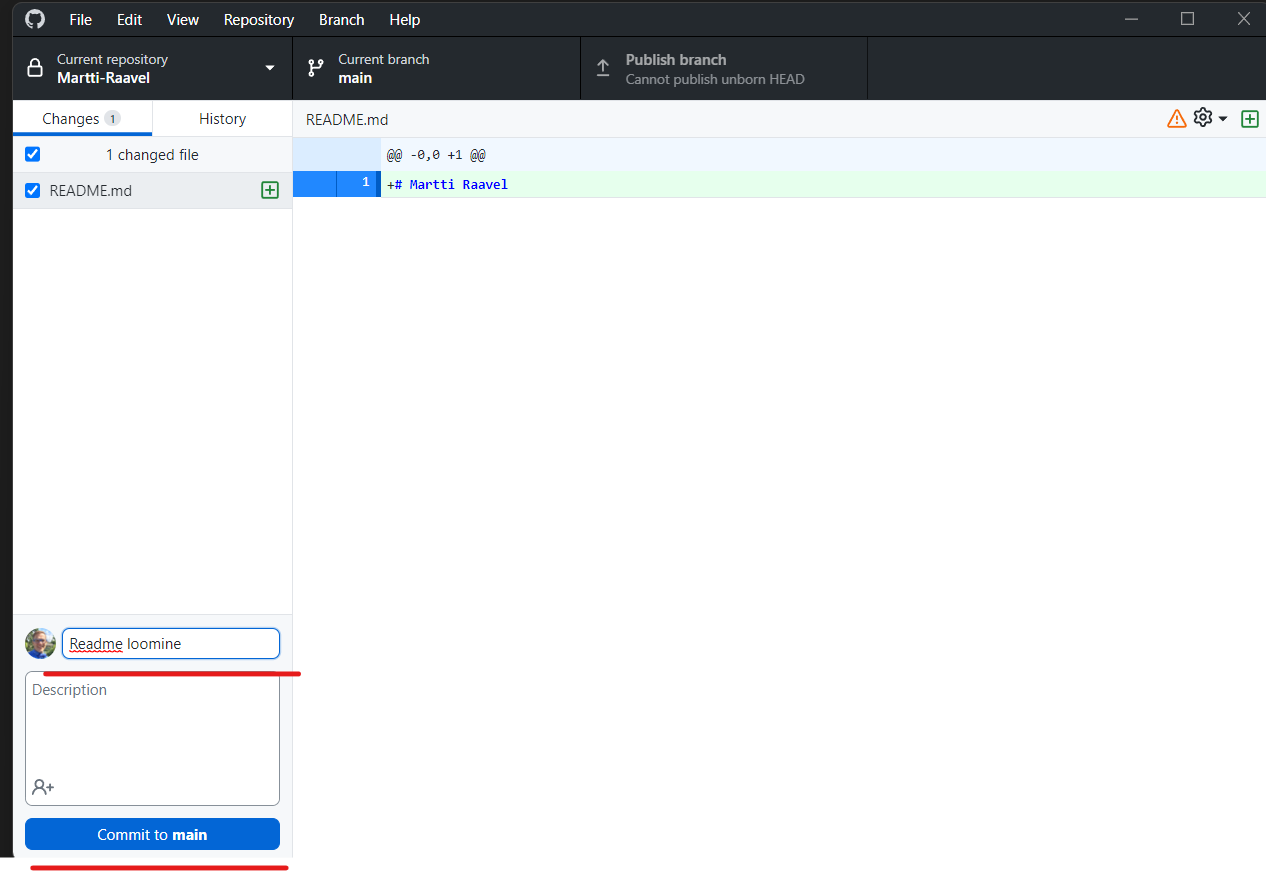 File Edit View Repository Branch Help
Current repository
Martti-Raavel
Current branch
main
Publish branch
Cannot publish unborn HEAD
Changes 1
History
README.md
1 changed file
@@ -0,0 +1 @@
README.md
1 +# Martti Raavel
Readme loomine
Description
Commit to main